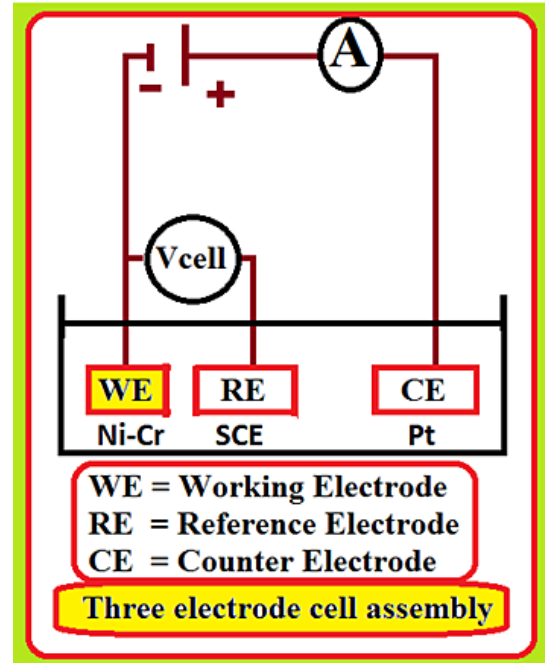 A
-
+
Vcell
WE RE CE
Ni-Cr SCE Pt
WE = Working Electrode
RE = Reference Electrode
CE = Counter Electrode
Three electrode cell assembly